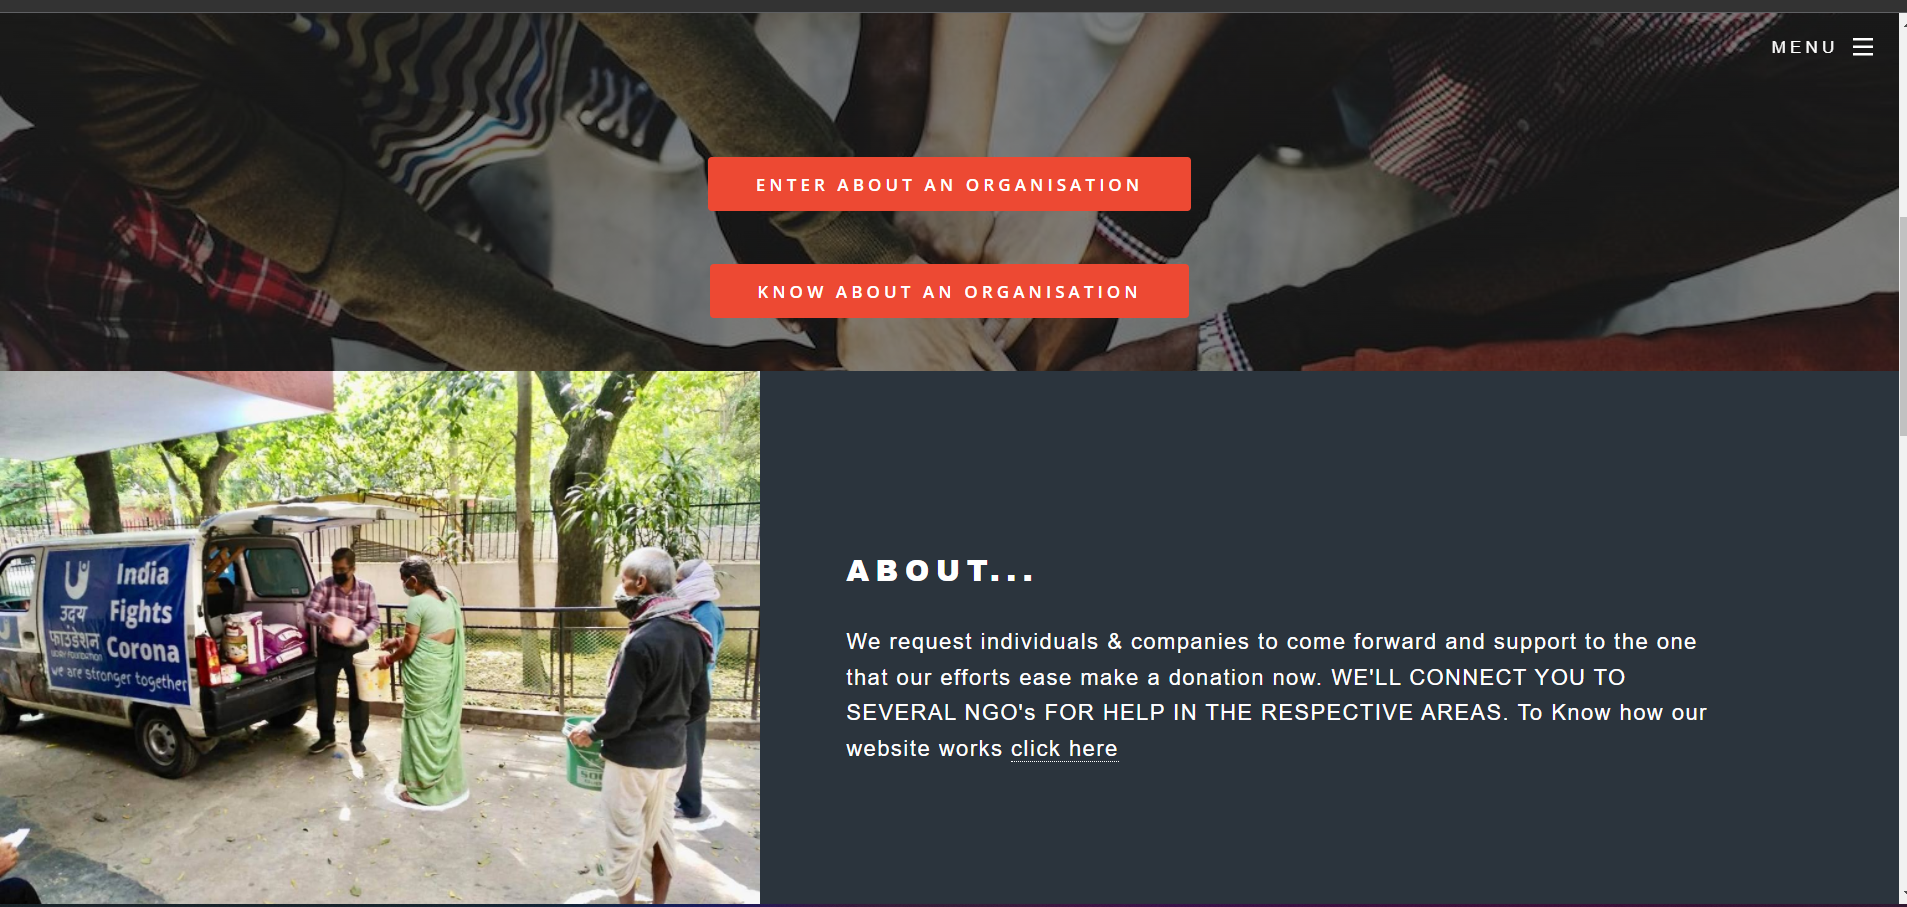 MENU
ENTER ABOUT AN ORGANISATION
KNOW ABOUT AN ORGANISATION
India
उदय
Fights
फाउंडेशन
Corona
we are stronger together
ABOUT...
We request individuals & companies to come forward and support to the one
that our efforts ease make a donation now. WE'LL CONNECT YOU TO
SEVERAL NGO's FOR HELP IN THE RESPECTIVE AREAS. To Know how our
website works click here